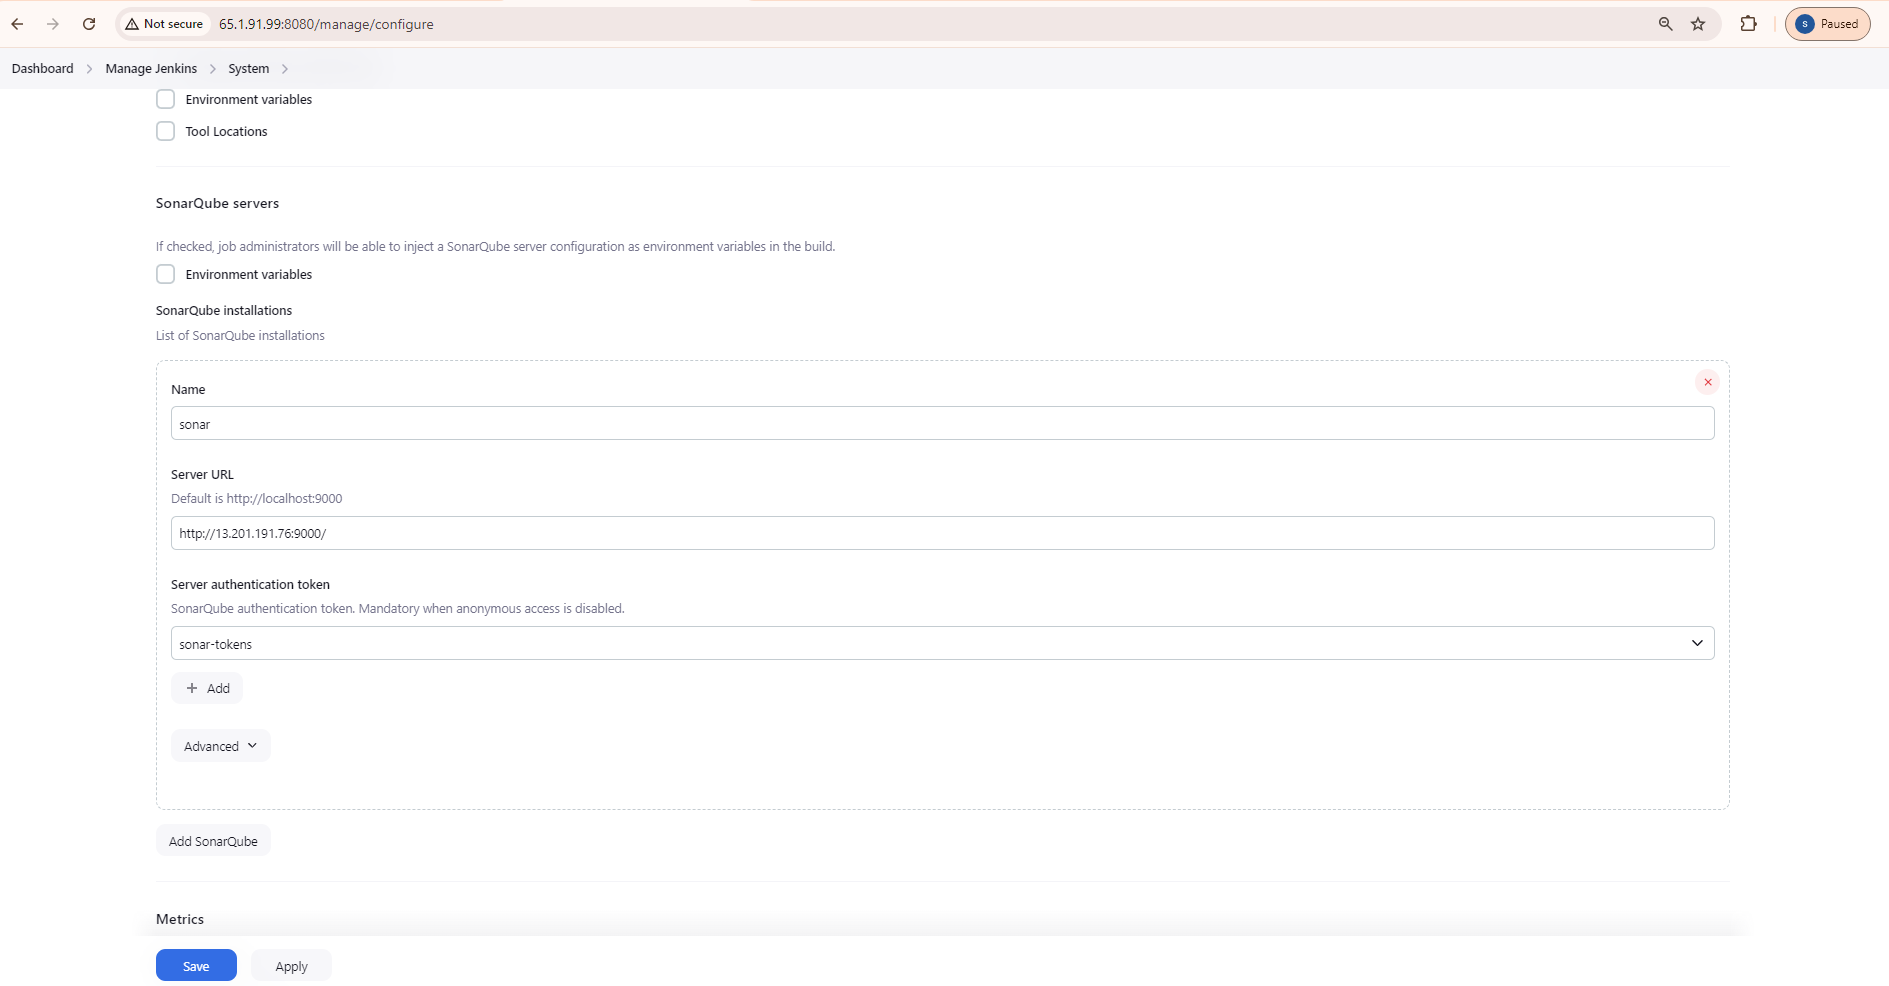 Not secure 65.1.91.99:8080/manage/configure S Paused
Dashboard Manage Jenkins System
Environment variables
Tool Locations
SonarQube servers
If checked, job administrators will be able to inject a SonarQube server configuration as environment variables in the build.
Environment variables
SonarQube installations
List of SonarQube installations
Name
sonar
Server URL
Default is http://localhost:9000
http://13.201.191.76:9000/
Server authentication token
SonarQube authentication token. Mandatory when anonymous access is disabled.
sonar-tokens
Add
Advanced
Add SonarQube
Metrics
Save Apply